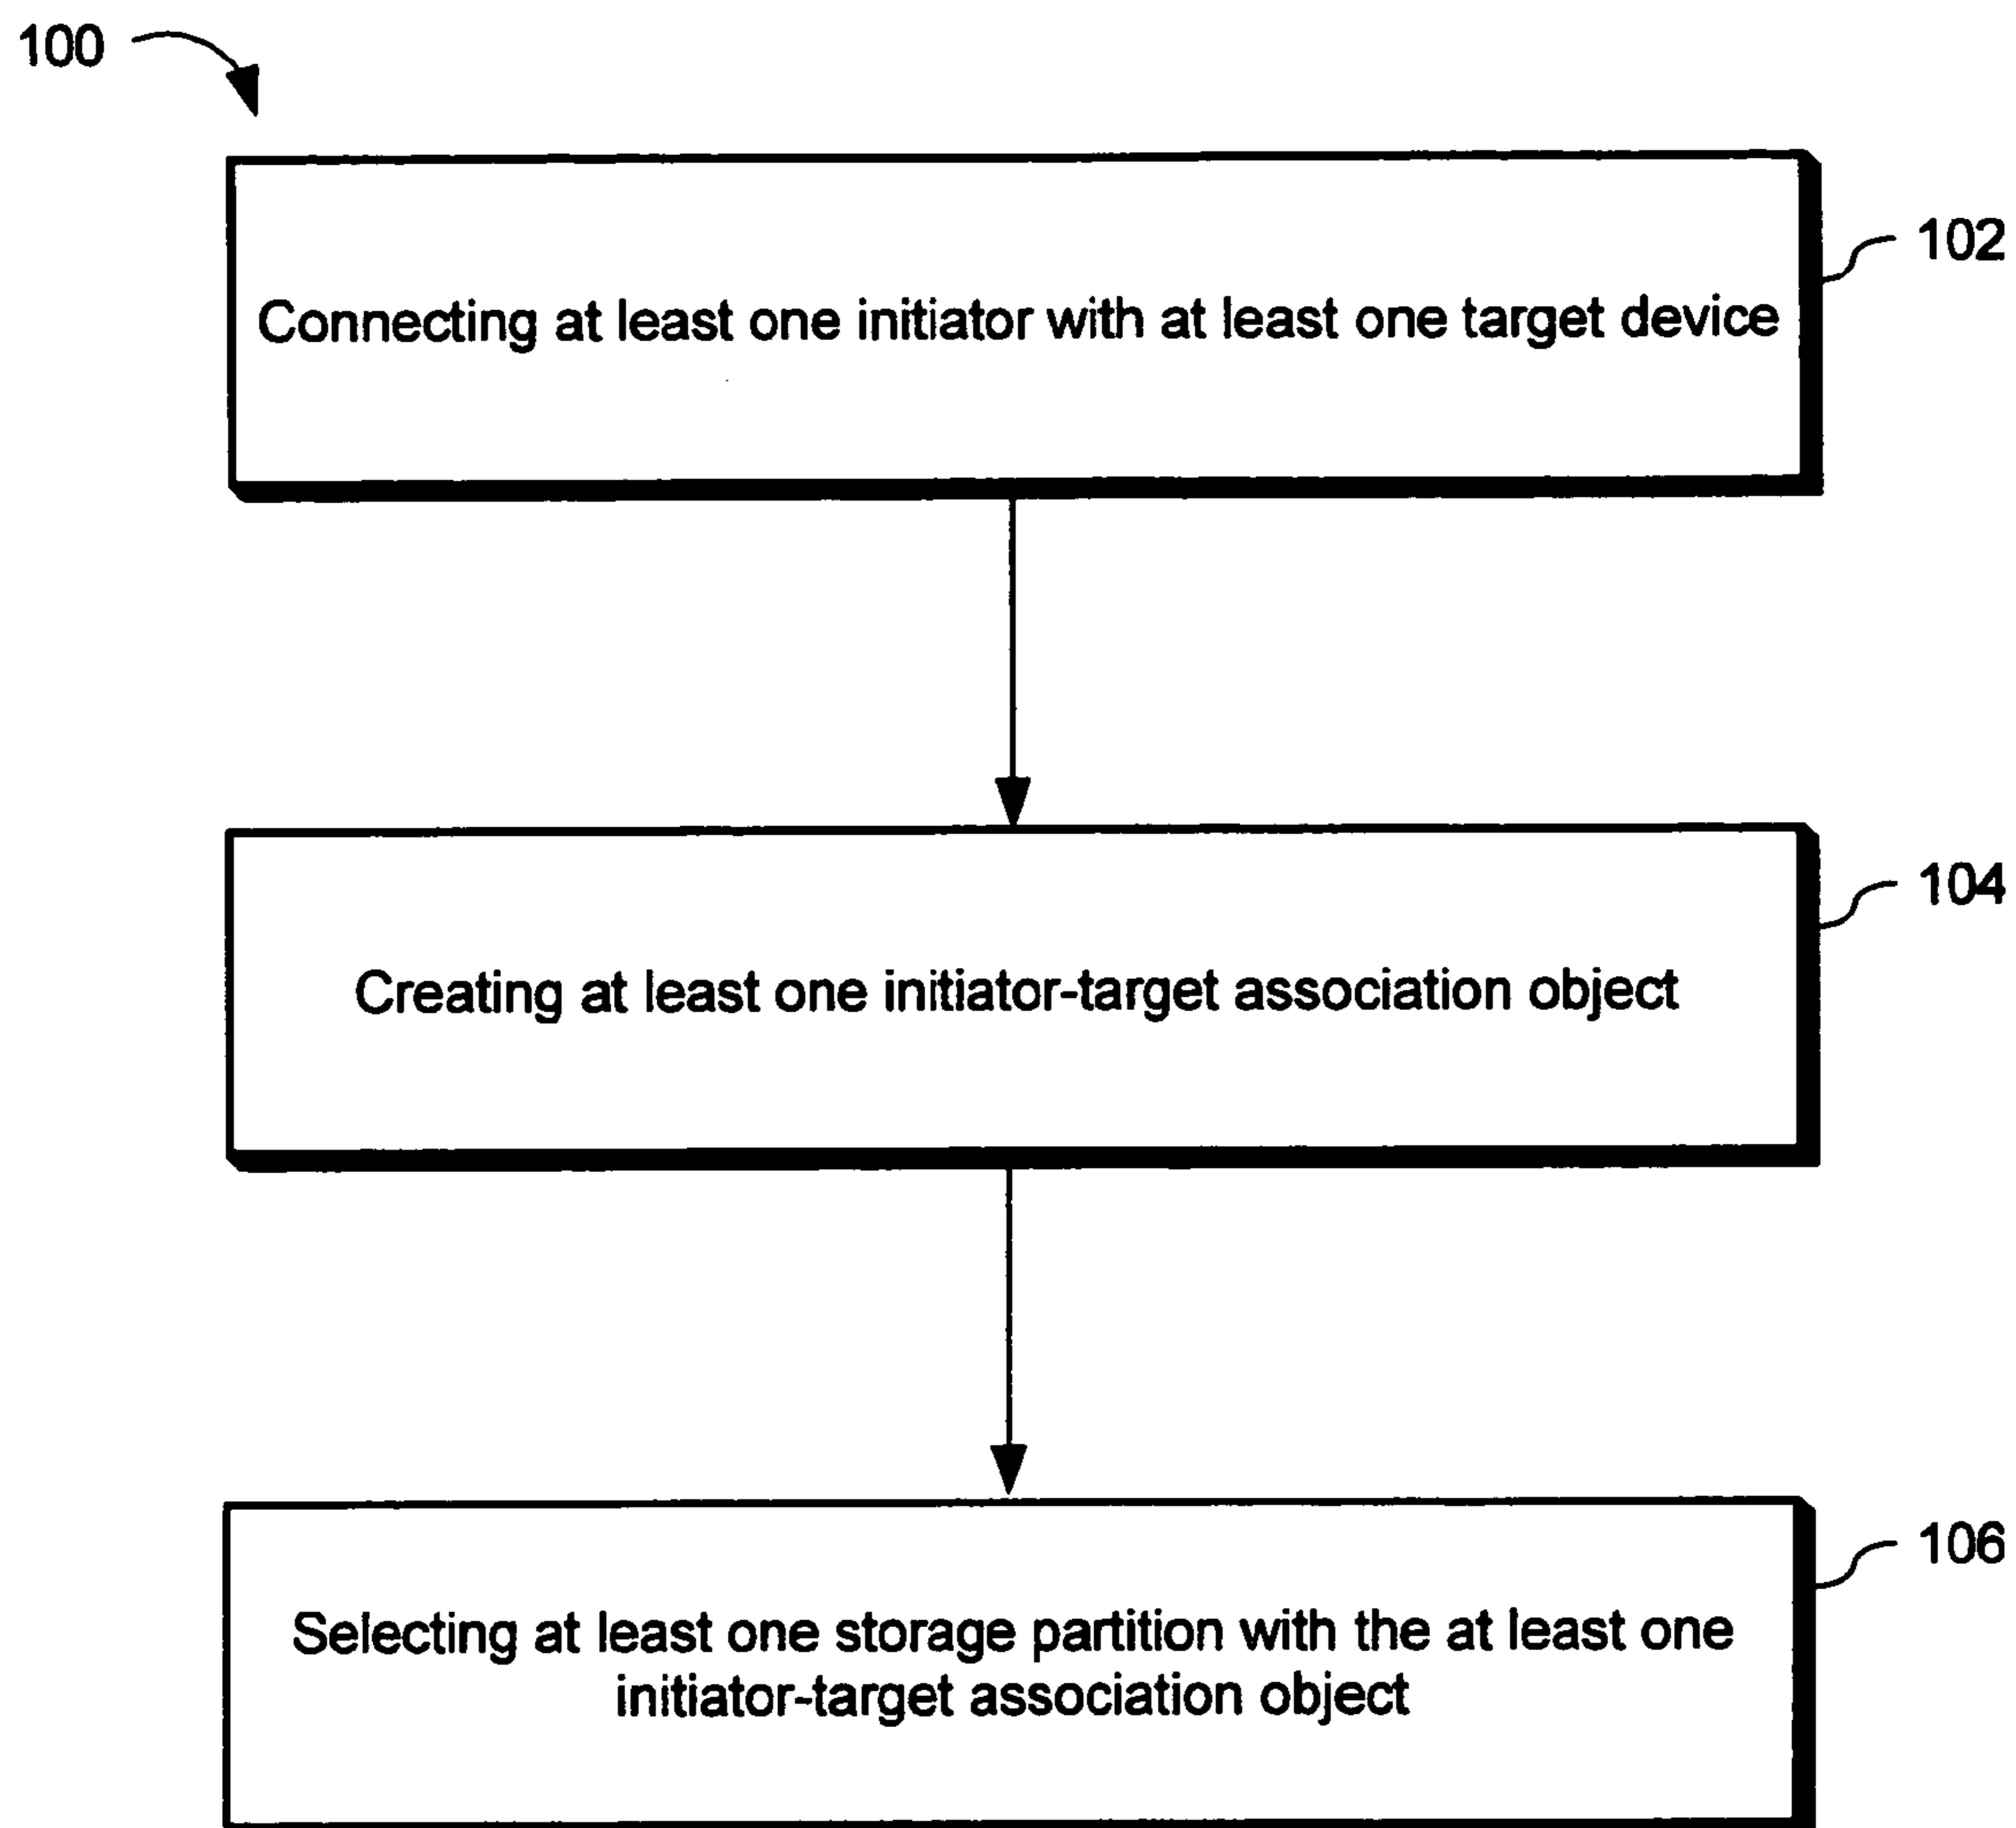 100
102
Connecting at least one initiator with at least one target device
104
Creating at least one initiator-target association object
106
Selecting at least one storage partition with the at least one
initiator-target association object